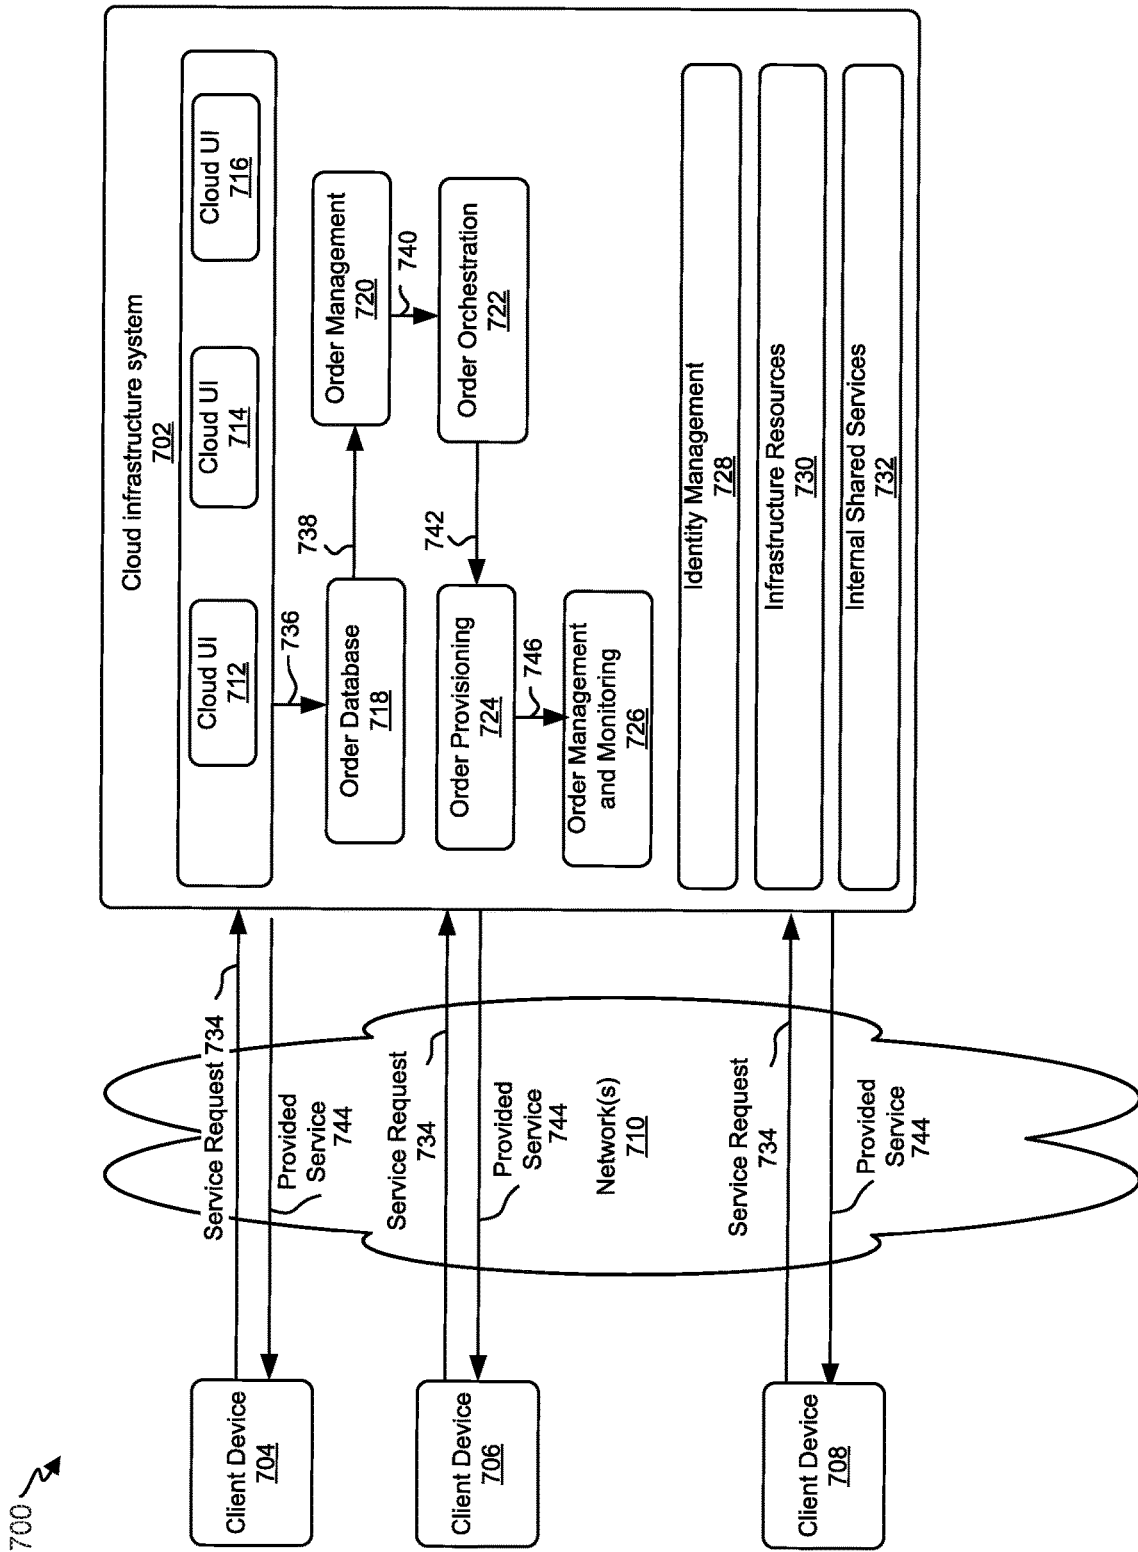 700
Cloud infrastructure system
702
Cloud UI
712
Cloud UI
714
Cloud UI
716
736
Order Database
718
738
Order Management
720
740
Order Orchestration
722
742
Order Provisioning
724
746
Order Management
and Monitoring
726
Identity Management
728
Infrastructure Resources
730
Internal Shared Services
732
Client Device
704
Service Request 734
Provided
Service
744
Client Device
706
Service Request
734
Provided
Service
744
Network(s)
710
Client Device
708
Service Request
734
Provided
Service
744